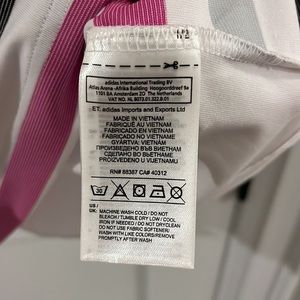 adidas International Trading BV
Atlas Arena -Afrika Building Hoogoorddreef 9a
1101 BA Amsterdam ZO The Netherlands
VAT NO. NL 8073.01.322.B.01
ET. adidas Imports and Exports Ltd
MADE IN VIETNAM
FABRIQUÉ AU VIETNAM
FABRICADO EN VIETNAM
GYÁRTVA: VIETNAM
ПРОИЗВЕДЕНО ВЪВ ВИЕТНАМ
СДЕЛАНО ВО ВЬЕТНАМЕ
PROIZVEDENO U VIJETNAMU
30
RN# 88387 CA# 40312
US /
UK: MACHINE WASH COLD / DO NOT
BLEACH / TUMBLE DRY LOW / COOL
IRON IF NEEDED / DO NOT DRYCLEAN
DO NOT USE FABRIC SOFTENER
WASH WITH LIKE COLORS/REMOVE
PROMPTLY AFTER WASH